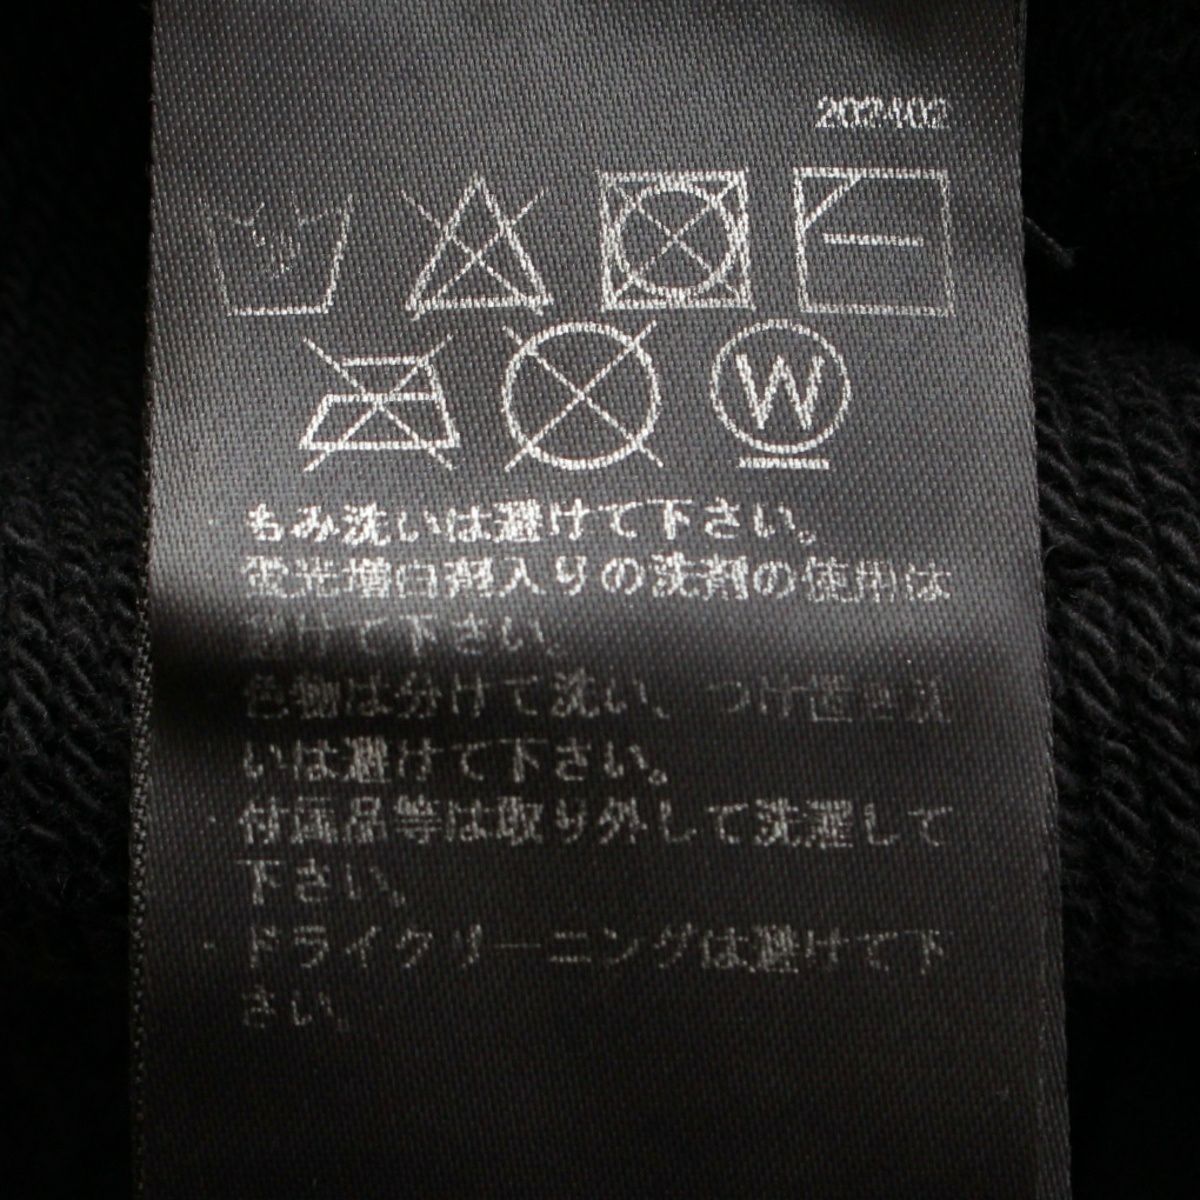 202402
W
・もみ洗いは避けて下さい。
・蛍光増白剤入りの洗剤の使用は
避けて下さい。
・色物は分けて洗い、つけ置き洗
いは避けて下さい。
・付属品等は取り外して洗濯して
下さい。
・ドライクリーニングは避けて下
さい。